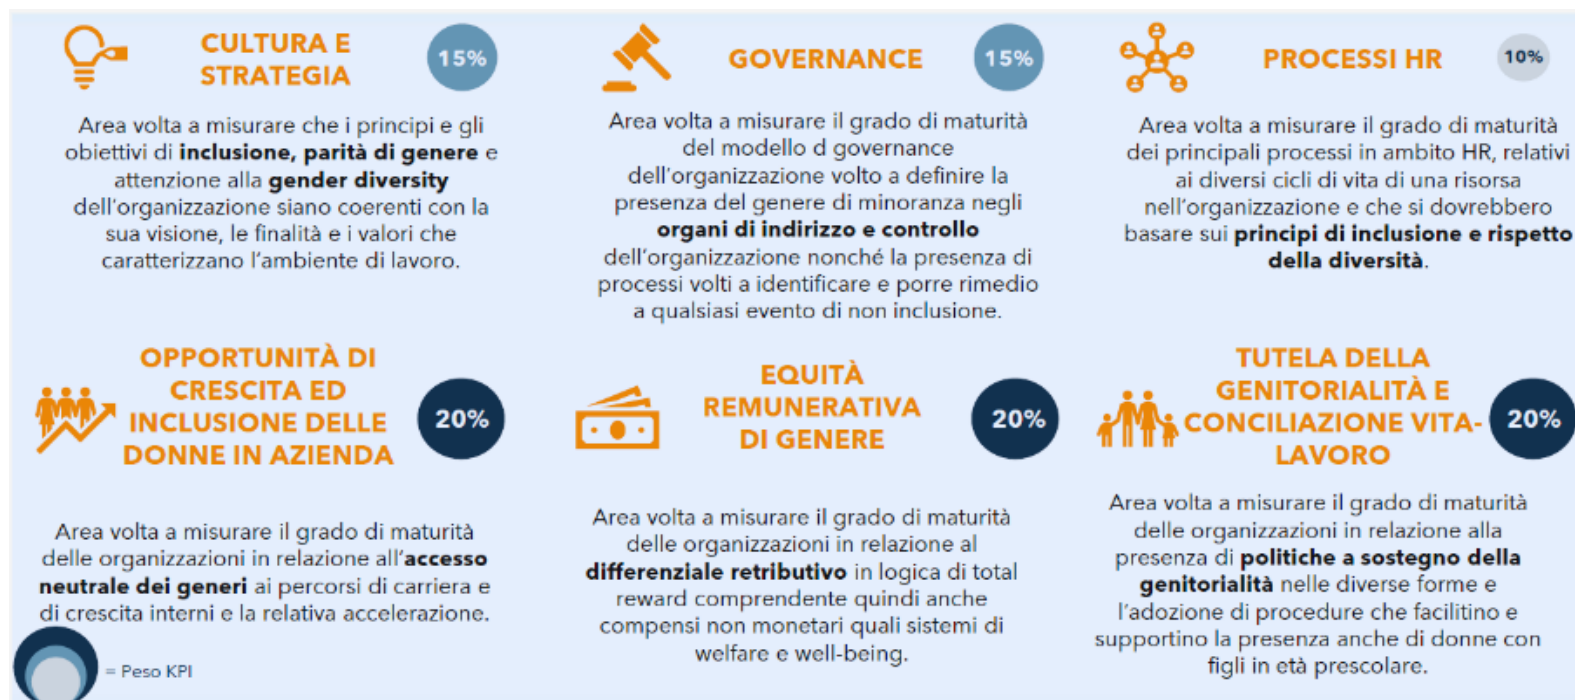 CULTURA E
STRATEGIA
15%
Area volta a misurare che i principi e gli
obiettivi di inclusione, parità di genere e
attenzione alla gender diversity
dell'organizzazione siano coerenti con la
sua visione, le finalità e i valori che
caratterizzano l'ambiente di lavoro.
GOVERNANCE
15%
Area volta a misurare il grado di maturità
del modello d governance
dell'organizzazione volto a definire la
presenza del genere di minoranza negli
organi di indirizzo e controllo
dell'organizzazione nonché la presenza di
processi volti a identificare e porre rimedio
a qualsiasi evento di non inclusione.
PROCESSI HR
10%
Area volta a misurare il grado di maturità
dei principali processi in ambito HR, relativi
ai diversi cicli di vita di una risorsa
nell'organizzazione e che si dovrebbero
basare sui principi di inclusione e rispetto
della diversità.
OPPORTUNITÀ DI
CRESCITA ED
INCLUSIONE DELLE
DONNE IN AZIENDA
20%
Area volta a misurare il grado di maturità
delle organizzazioni in relazione all'accesso
neutrale dei generi ai percorsi di carriera e
di crescita interni e la relativa accelerazione.
EQUITÀ
REMUNERATIVA
DI GENERE
20%
Area volta a misurare il grado di maturità
delle organizzazioni in relazione al
differenziale retributivo in logica di total
reward comprendente quindi anche
compensi non monetari quali sistemi di
welfare e well-being.
TUTELA DELLA
GENITORIALITÀ E
CONCILIAZIONE VITA-
LAVORO
20%
Area volta a misurare il grado di maturità
delle organizzazioni in relazione alla
presenza di politiche a sostegno della
genitorialità nelle diverse forme e
l'adozione di procedure che facilitino e
supportino la presenza anche di donne con
figli in età prescolare.
= Peso KPI